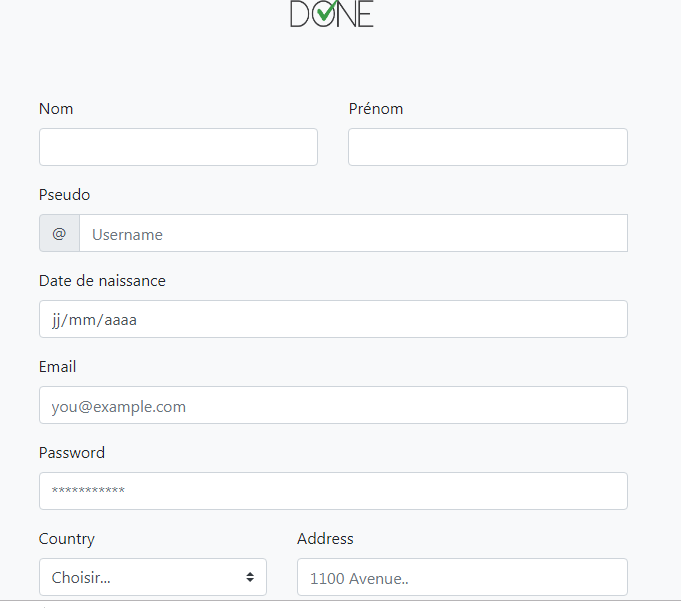 DONE
Nom Prénom
Pseudo
@ Username
Date de naissance
jj/mm/aaaa
Email
you@example.com
Password
***********
Country Address
Choisir... 1100 Avenue..